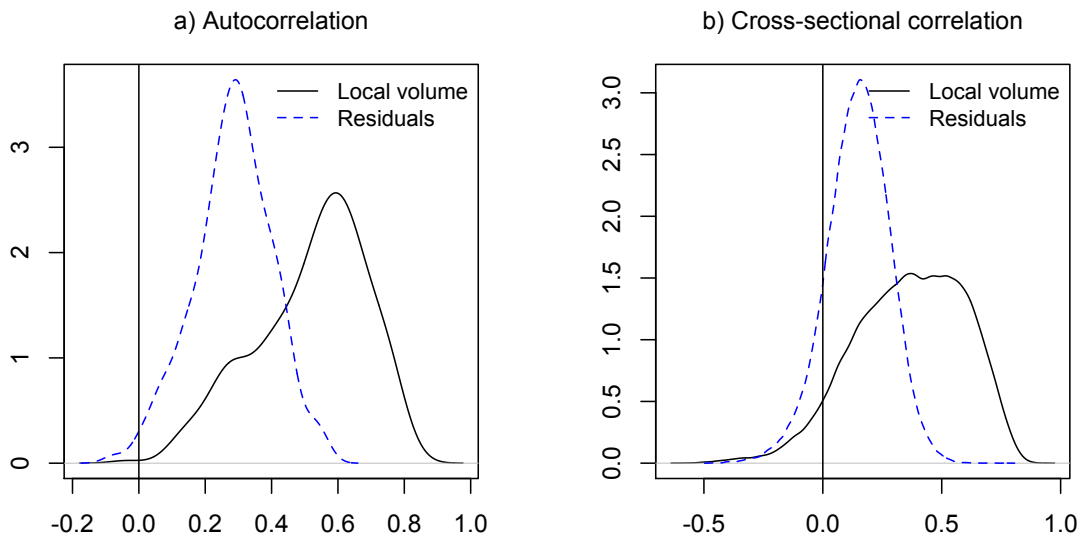 a) Autocorrelation
Local volume
Residuals
3
2
1
0
-0.2 0.0 0.2 0.4 0.6 0.8 1.0
b) Cross-sectional correlation
Local volume
Residuals
3.0
2.5
2.0
1.5
1.0
0.5
0.0
-0.5 0.0 0.5 1.0